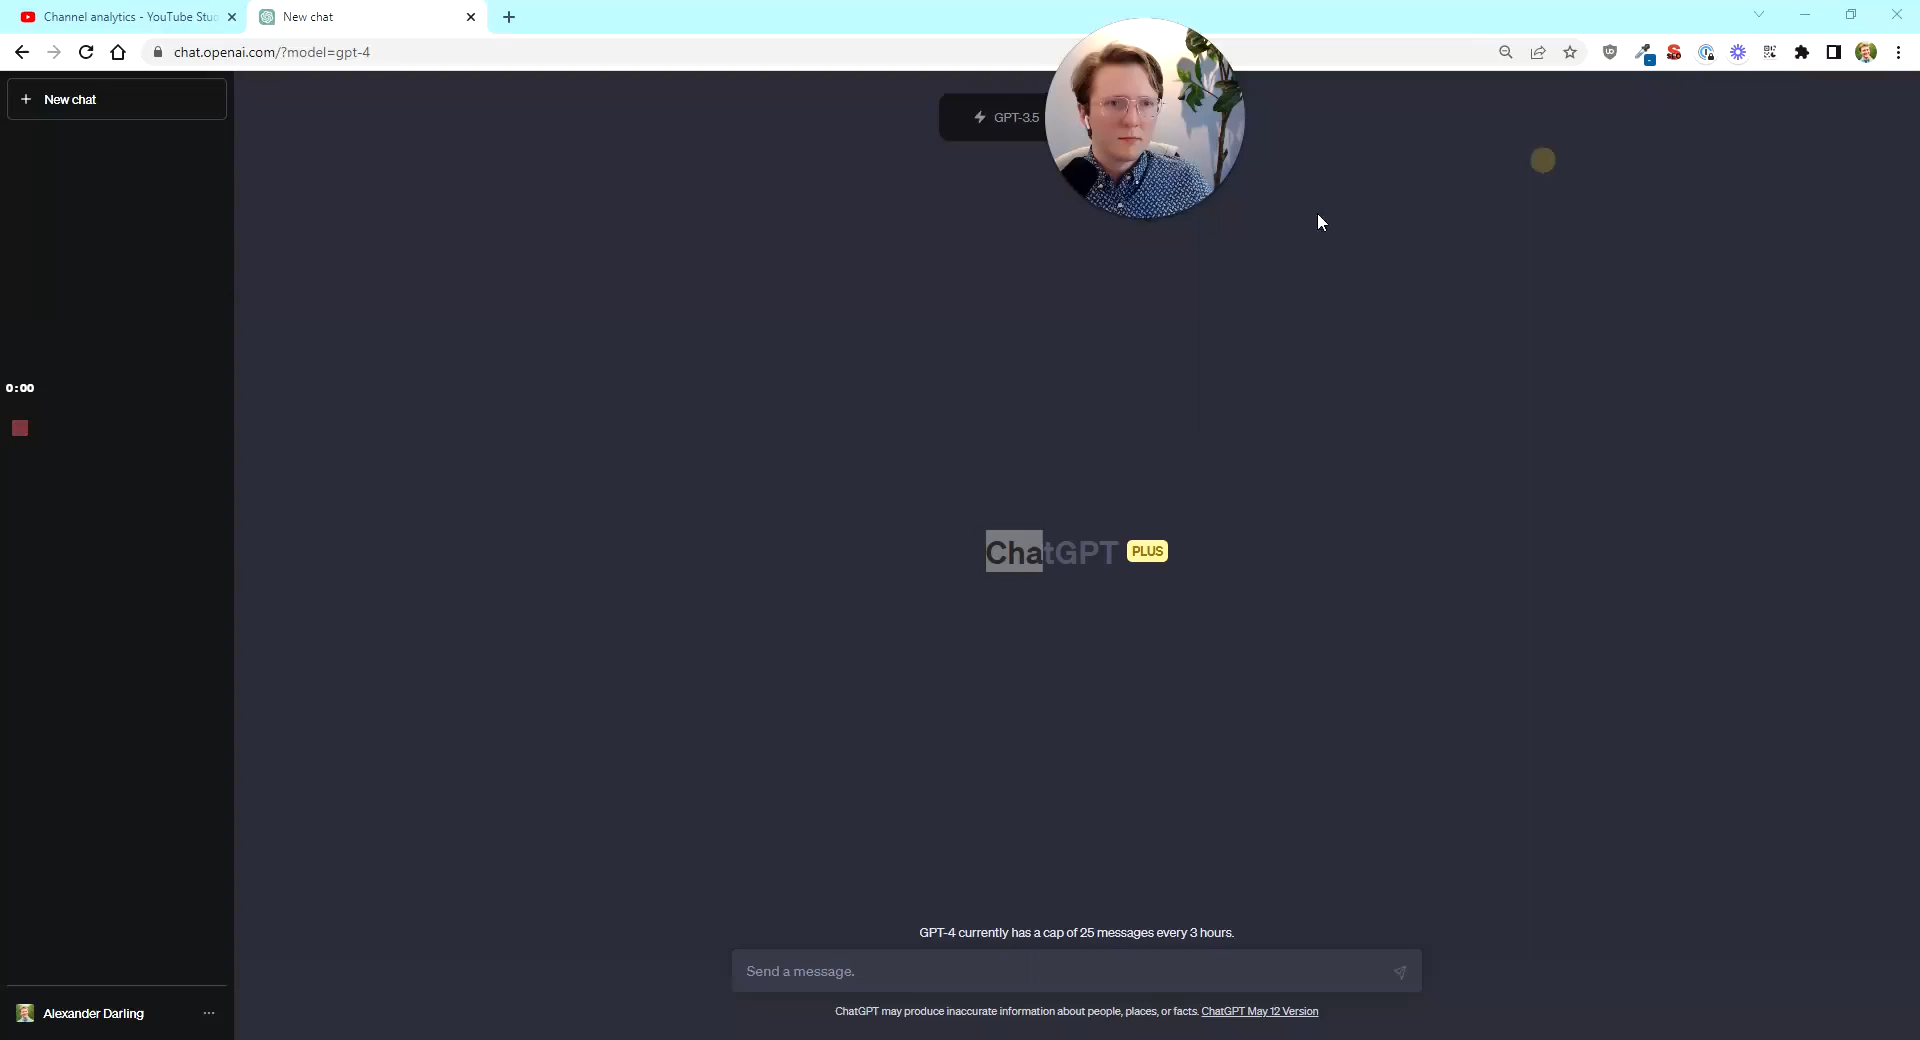 Channel analytics - YouTube Stu
New chat
chat.openai.com/?model=gpt-4
New chat
GPT-3.5
0:00
ChatGPT PLUS
GPT-4 currently has a cap of 25 messages every 3 hours.
Send a message.
Alexander Darling
ChatGPT may produce inaccurate information about people, places, or facts. ChatGPT May 12 Version